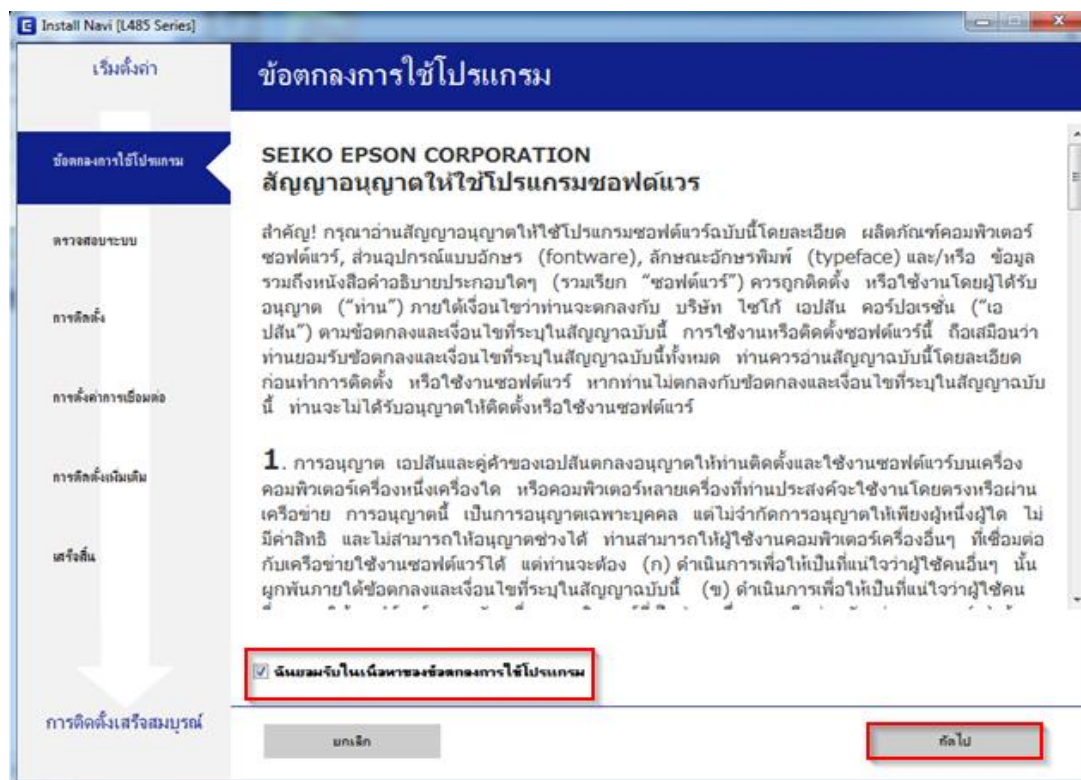 Install Navi [L485 Series]
เริ่มตั้งค่า
ข้อตกลงการใช้โปรแกรม
ตรวจสอบระบบ
การติดตั้ง
การตั้งค่าการเชื่อมต่อ
การติดตั้งเพิ่มเติม
เสร็จสิ้น
การติดตั้งเสร็จสมบูรณ์
ข้อตกลงการใช้โปรแกรม
SEIKO EPSON CORPORATION
สัญญาอนุญาตให้ใช้โปรแกรมซอฟต์แวร
สำคัญ! กรุณาอ่านสัญญาอนุญาตให้ใช้โปรแกรมซอฟต์แวร์ฉบับนี้โดยละเอียด ผลิตภัณฑ์คอมพิวเตอร์
ซอฟต์แวร์, ส่วนอุปกรณ์แบบอักษร (fontware), ลักษณะอักษรพิมพ์ (typeface) และ/หรือ ข้อมูล
รวมถึงหนังสือคำอธิบายประกอบใดๆ (รวมเรียก “ซอฟต์แวร์”) ควรถูกติดตั้ง หรือใช้งานโดยผู้ได้รับ
อนุญาต (“ท่าน”) ภายใต้เงื่อนไขว่าท่านจะตกลงกับ บริษัท ไซโก้ เอปสัน คอร์ปอเรชั่น (“เอ
ปสัน”) ตามข้อตกลงและเงื่อนไขที่ระบุในสัญญาฉบับนี้ การใช้งานหรือติดตั้งซอฟต์แวร์นี้ ถือเสมือนว่า
ท่านยอมรับข้อตกลงและเงื่อนไขที่ระบุในสัญญาฉบับนี้ทั้งหมด ท่านควรอ่านสัญญาฉบับนี้โดยละเอียด
ก่อนทำการติดตั้ง หรือใช้งานซอฟต์แวร์ หากท่านไม่ตกลงกับข้อตกลงและเงื่อนไขที่ระบุในสัญญาฉบับ
นี้ ท่านจะไม่ได้รับอนุญาตให้ติดตั้งหรือใช้งานซอฟต์แวร์
1. การอนุญาต เอปสันและคู่ค้าของเอปสันตกลงอนุญาตให้ท่านติดตั้งและใช้งานซอฟต์แวร์บนเครื่อง
คอมพิวเตอร์เครื่องหนึ่งเครื่องใด หรือคอมพิวเตอร์หลายเครื่องที่ท่านประสงค์จะใช้งานโดยตรงหรือผ่าน
เครือข่าย การอนุญาตนี้ เป็นการอนุญาตเฉพาะบุคคล แต่ไม่จำกัดการอนุญาตให้เพียงผู้หนึ่งผู้ใด ไม่
มีค่าสิทธิ และไม่สามารถให้อนุญาตช่วงได้ ท่านสามารถให้ผู้ใช้งานคอมพิวเตอร์เครื่องอื่นๆ ที่เชื่อมต่อ
กับเครือข่ายใช้งานซอฟต์แวร์ได้ แต่ท่านจะต้อง (ก) ดำเนินการเพื่อให้เป็นที่แน่ใจว่าผู้ใช้คนอื่นๆ นั้น
ผูกพันภายใต้ข้อตกลงและเงื่อนไขที่ระบุในสัญญาฉบับนี้ (ข) ดำเนินการเพื่อให้เป็นที่แน่ใจว่าผู้ใช้คน
ฉันยอมรับในเนื้อหาของข้อตกลงการใช้โปรแกรม
ยกเลิก
ถัดไป